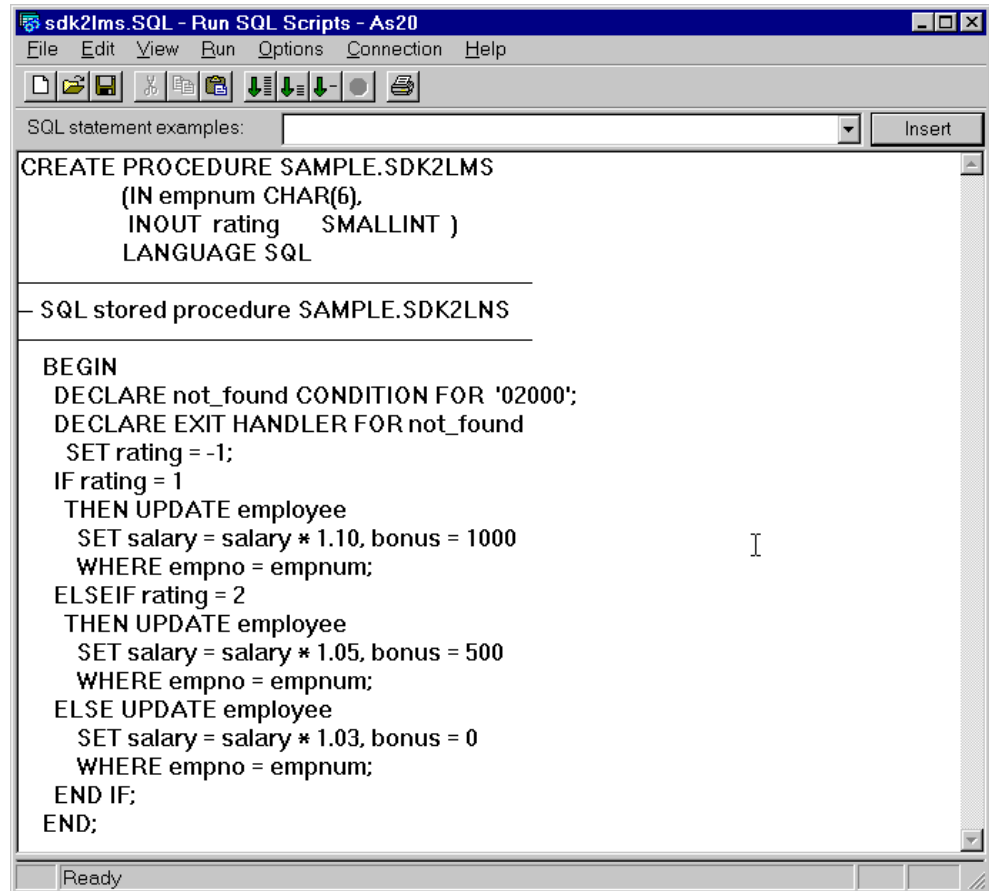 sdk2lms.SQL - Run SQL Scripts - As20
File Edit View Run Options Connection Help
SQL statement examples: Insert
CREATE PROCEDURE SAMPLE.SDK2LMS
(IN empnum CHAR(6),
INOUT rating SMALLINT )
LANGUAGE SQL
– SQL stored procedure SAMPLE.SDK2LNS
BEGIN
DECLARE not_found CONDITION FOR '02000';
DECLARE EXIT HANDLER FOR not_found
SET rating = -1;
IF rating = 1
THEN UPDATE employee
SET salary = salary * 1.10, bonus = 1000
WHERE empno = empnum;
ELSEIF rating = 2
THEN UPDATE employee
SET salary = salary * 1.05, bonus = 500
WHERE empno = empnum;
ELSE UPDATE employee
SET salary = salary * 1.03, bonus = 0
WHERE empno = empnum;
END IF;
END;
Ready